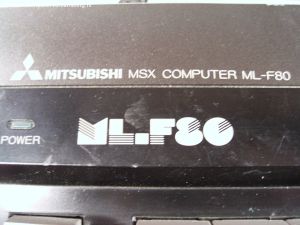 MITSUBISHI MSX COMPUTER ML-F80
POWER
ML-F80